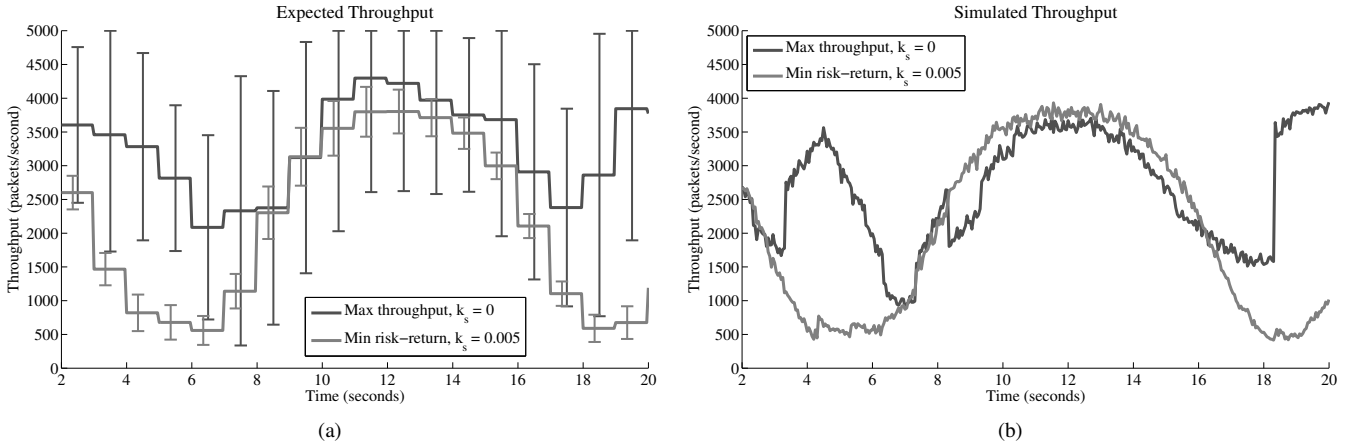 Expected Throughput
5000
4500
4000
3500
3000
2500
2000
1500
1000
500
0
Throughput (packets/second)
Max throughput, k_s = 0
Min risk−return, k_s = 0.005
2 4 6 8 10 12 14 16 18 20
Time (seconds)
(a)
Simulated Throughput
5000
4500
4000
3500
3000
2500
2000
1500
1000
500
0
Throughput (packets/second)
Max throughput, k_s = 0
Min risk−return, k_s = 0.005
2 4 6 8 10 12 14 16 18 20
Time (seconds)
(b)